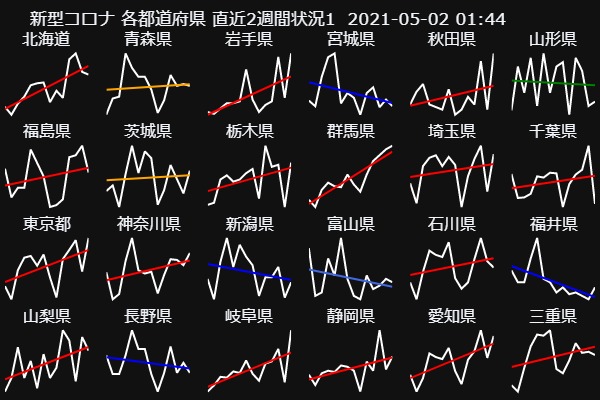 新型コロナ 各都道府県 直近2週間状況1 2021-05-02 01:44
北海道 青森県 岩手県 宮城県 秋田県 山形県
福島県 茨城県 栃木県 群馬県 埼玉県 千葉県
東京都 神奈川県 新潟県 富山県 石川県 福井県
山梨県 長野県 岐阜県 静岡県 愛知県 三重県